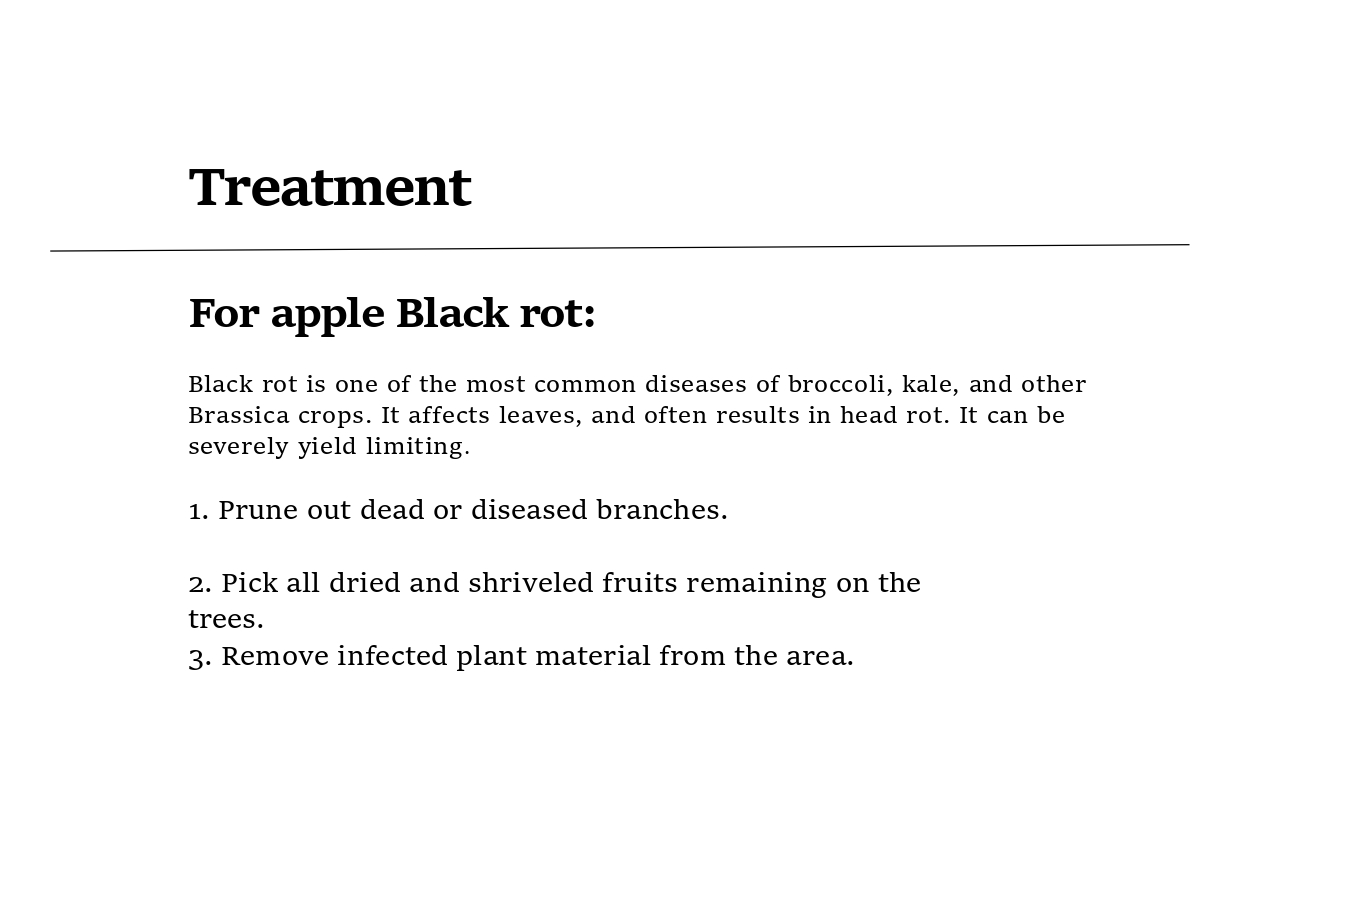 Treatment
For apple Black rot:
Black rot is one of the most common diseases of broccoli, kale, and other
Brassica crops. It affects leaves, and often results in head rot. It can be
severely yield limiting.
1. Prune out dead or diseased branches.
2. Pick all dried and shriveled fruits remaining on the
trees.
3. Remove infected plant material from the area.